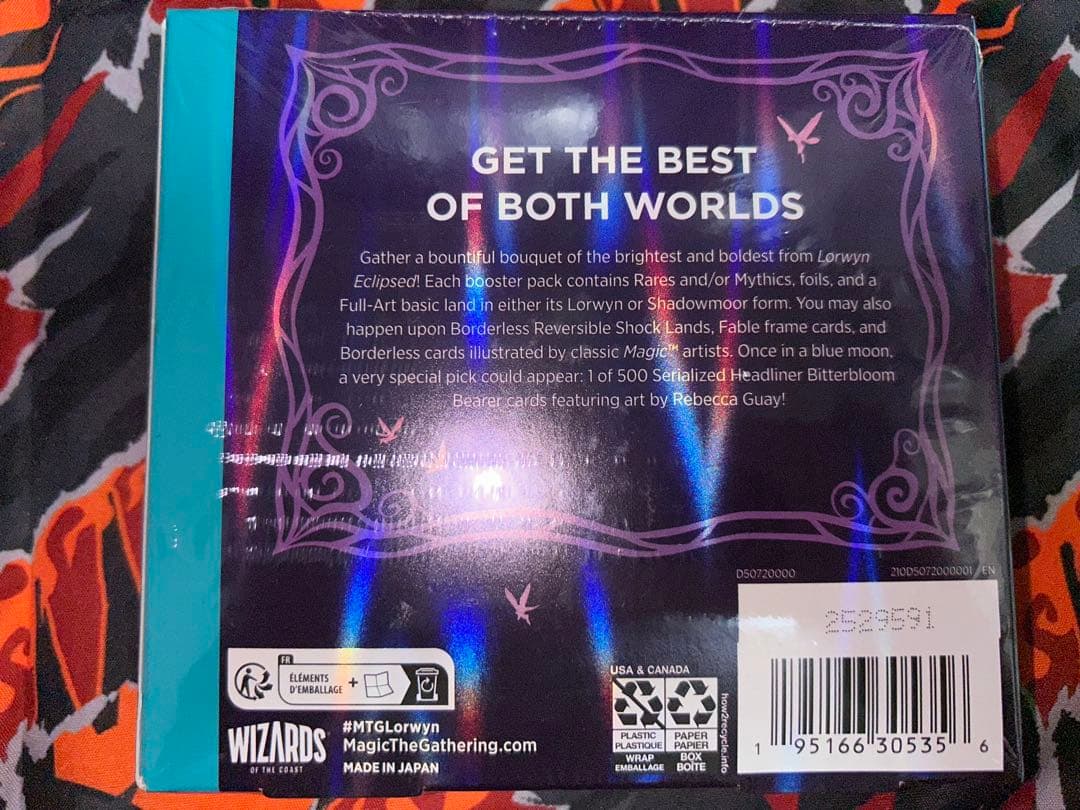 GET THE BEST
OF BOTH WORLDS
Gather a bountiful bouquet of the brightest and boldest from Lorwyn
Eclipsed! Each booster pack contains Rares and/or Mythics, foils, and a
Full-Art basic land in either its Lorwyn or Shadowmoor form. You may also
happen upon Borderless Reversible Shock Lands, Fable frame cards, and
Borderless cards illustrated by classic Magic™ artists. Once in a blue moon,
a very special pick could appear: 1 of 500 Serialized Headliner Bitterbloom
Bearer cards featuring art by Rebecca Guay!
D50720000
210D5072000001 EN
2529591
FR
ÉLÉMENTS
D'EMBALLAGE
+
WIZARDS
OF THE COAST
#MTGLorwyn
MagicTheGathering.com
MADE IN JAPAN
USA & CANADA
PLASTIC
PLASTIQUE
WRAP
EMBALLAGE
PAPER
PAPIER
BOX
BOÎTE
how2recycle.info
1 95166 30535 6